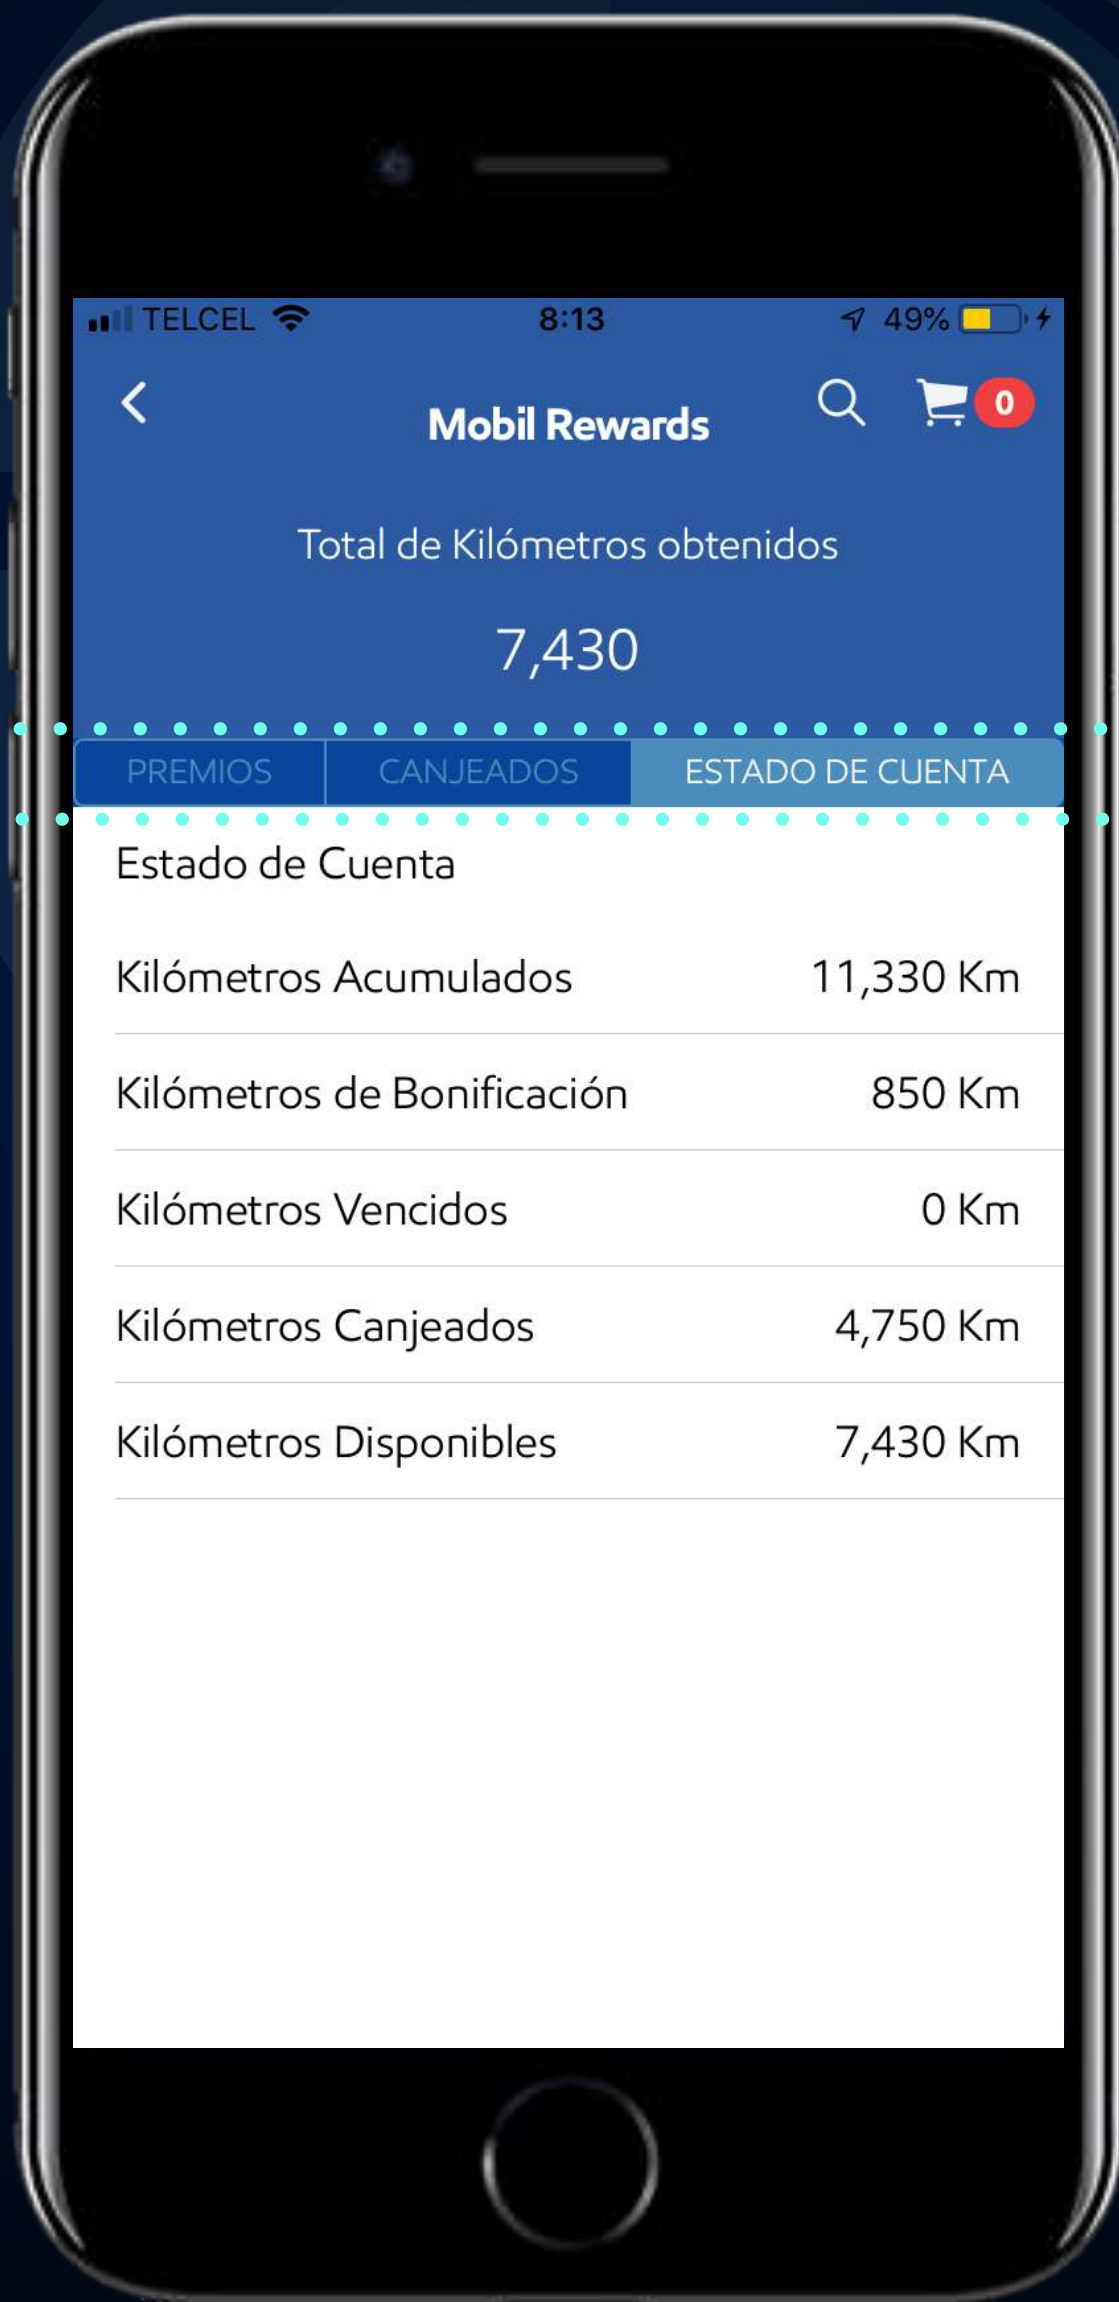 TELCEL 8:13 49%
Mobil Rewards 0
Total de Kilómetros obtenidos
7,430
PREMIOS CANJEADOS ESTADO DE CUENTA
Estado de Cuenta
Kilómetros Acumulados 11,330 Km
Kilómetros de Bonificación 850 Km
Kilómetros Vencidos 0 Km
Kilómetros Canjeados 4,750 Km
Kilómetros Disponibles 7,430 Km